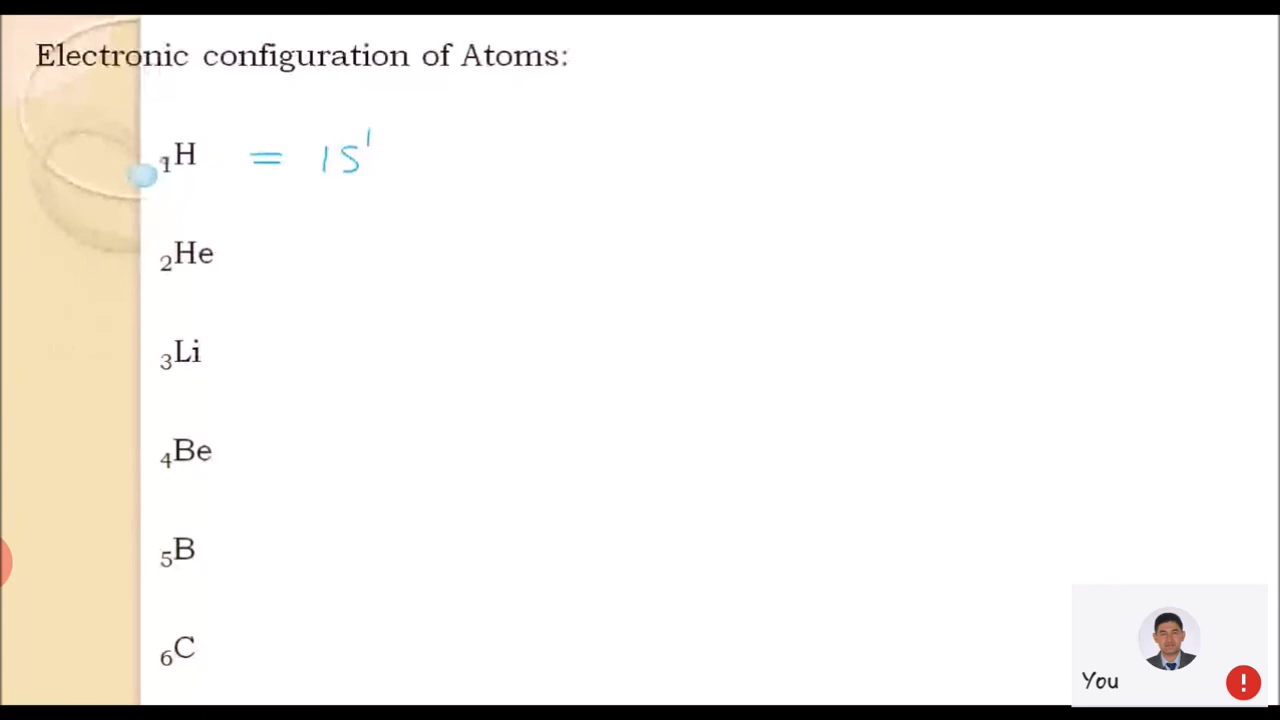 Electronic configuration of Atoms:
₁H = 1S¹
₂He
₃Li
₄Be
₅B
₆C
You
!